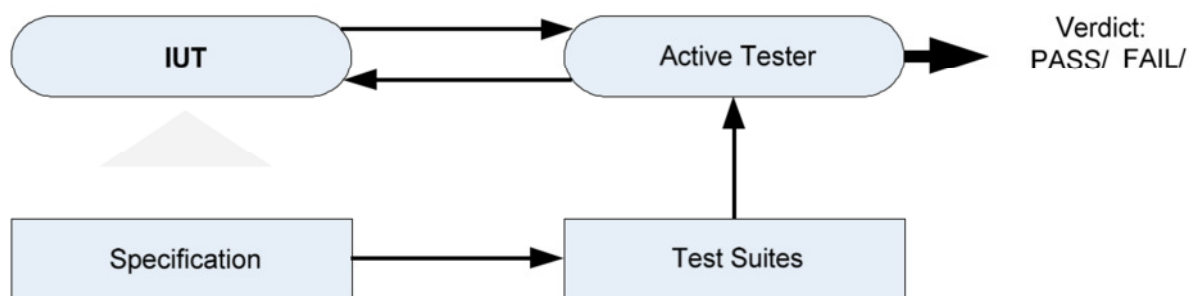 IUT
Active Tester
Verdict:
PASS/ FAIL/
Specification
Test Suites